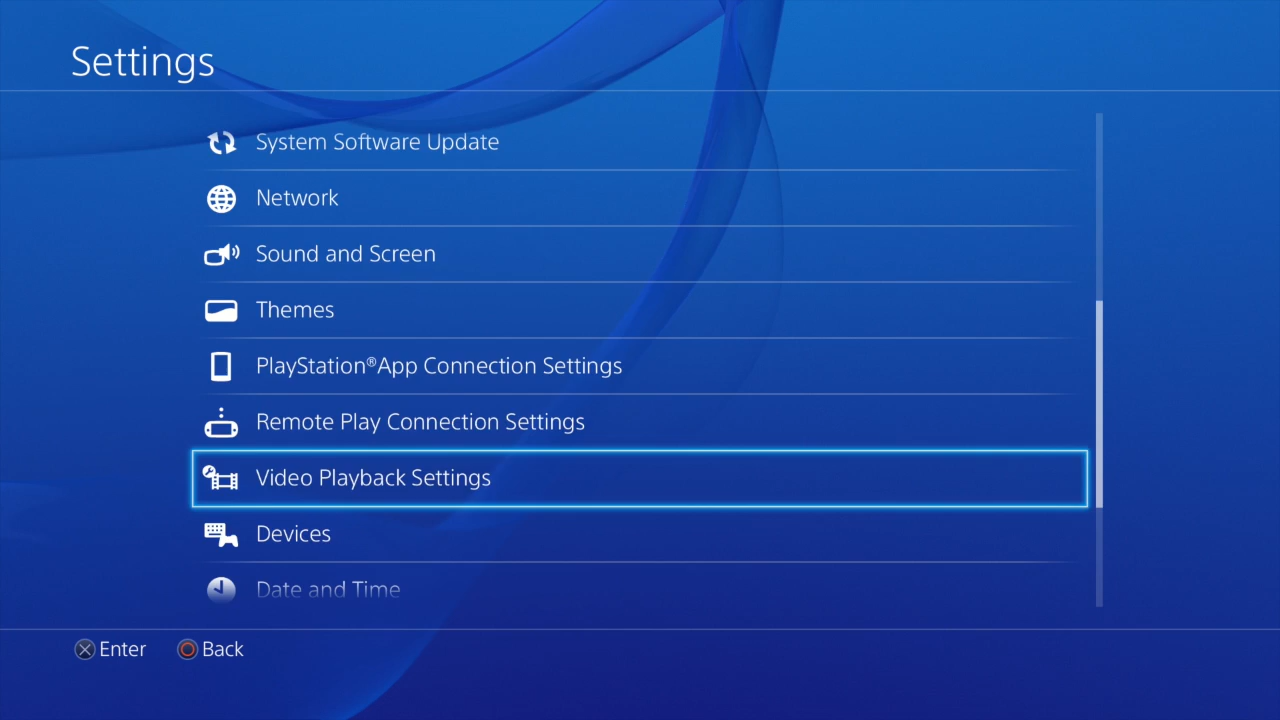 Settings
System Software Update
Network
Sound and Screen
Themes
PlayStation®App Connection Settings
Remote Play Connection Settings
Video Playback Settings
Devices
Date and Time
Enter Back